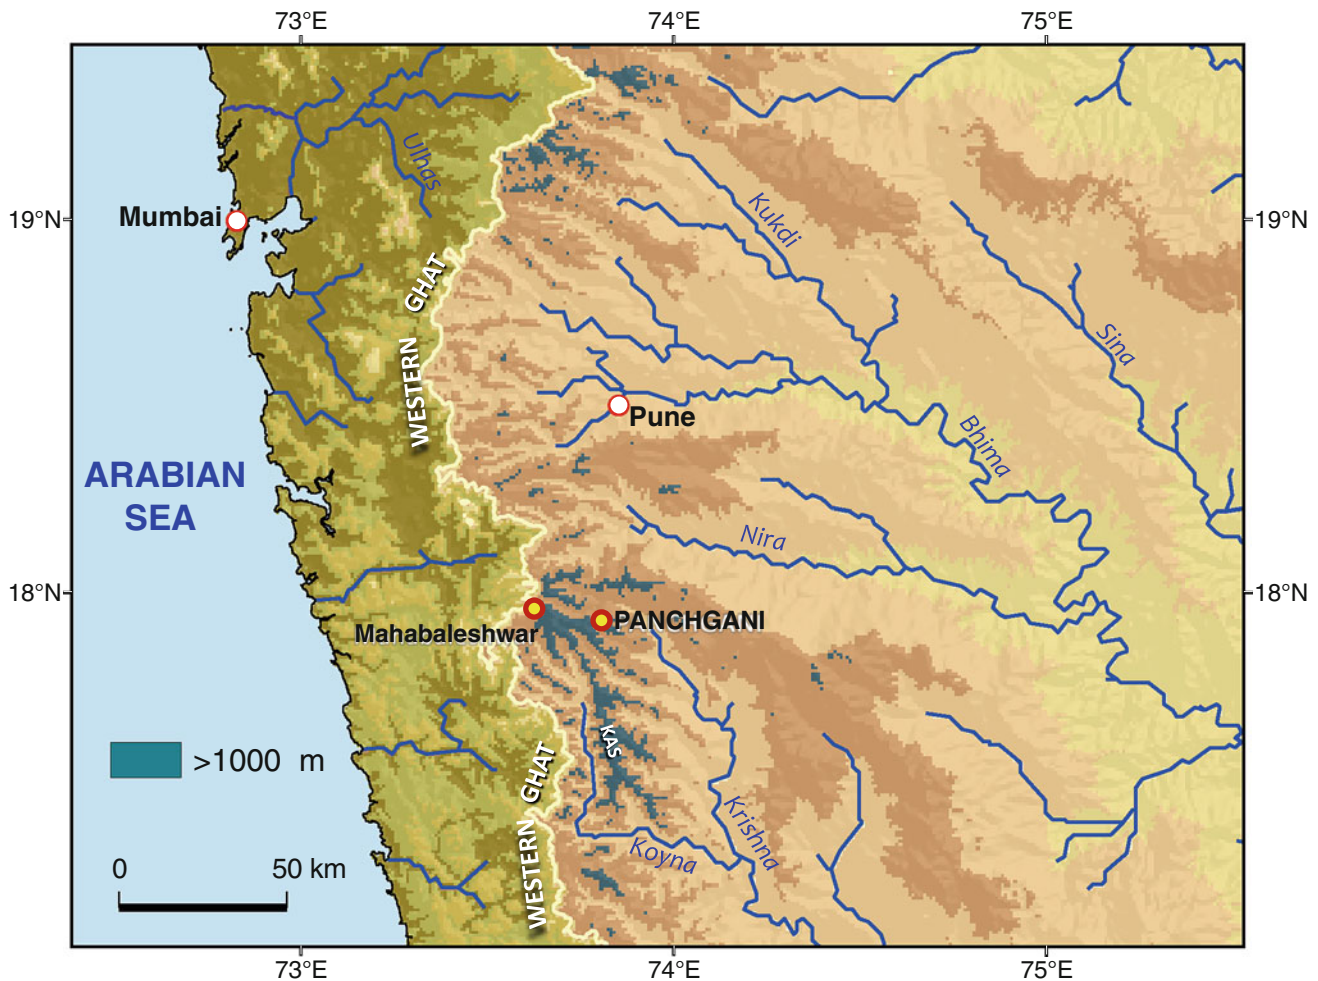 73°E 74°E 75°E
Ulhas
Kukdi
19°N Mumbai 19°N
WESTERN GHAT
Sina
Pune
Bhima
ARABIAN
SEA
Nira
18°N 18°N
Mahabaleshwar PANCHGANI
KAS
>1000 m
WESTERN GHAT
Krishna
Koyna
0 50 km
73°E 74°E 75°E